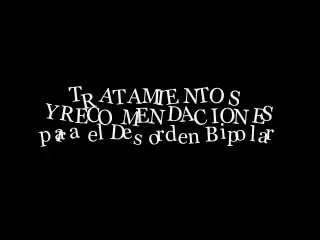 TRATAMIENTOS
Y RECOMENDACIONES
para el Desorden Bipolar